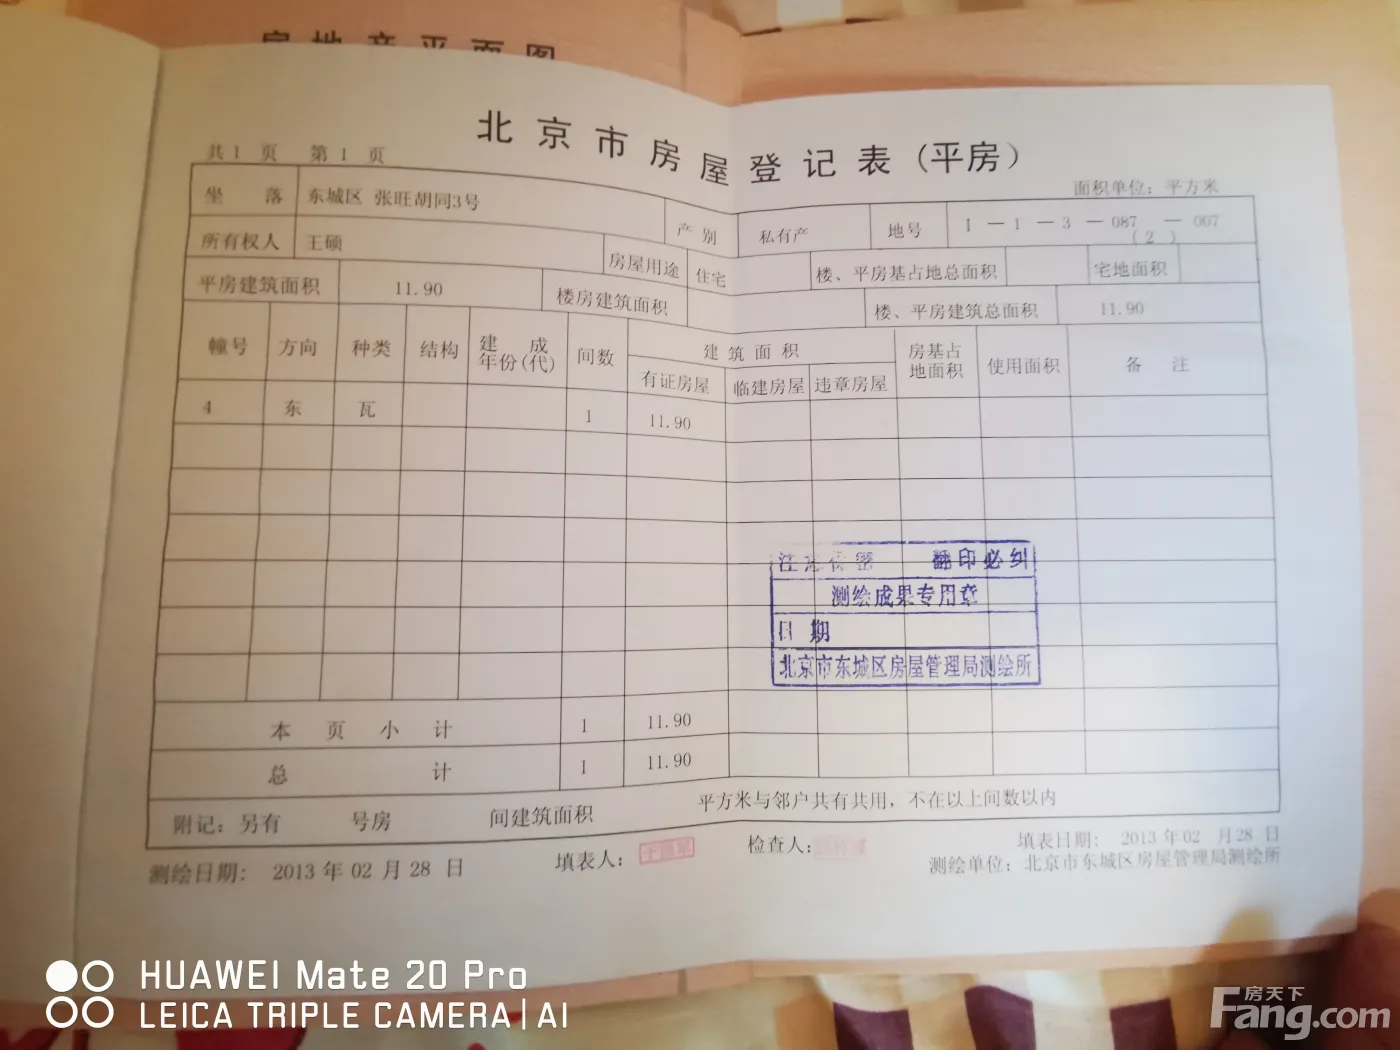 房地产平面图
北京市房屋登记表(平房)
共1页 第1页
面积单位：平方米
坐落 东城区 张旺胡同3号 产别 私有产 地号 1—1—3—087(2)—007
所有权人 王硕 房屋用途 住宅 楼、平房基占地总面积 宅地面积
平房建筑面积 11.90 楼房建筑面积 楼、平房建筑总面积 11.90
幢号 方向 种类 结构 建成年份(代) 间数 建筑面积 房基占地面积 使用面积 备注
有证房屋 临建房屋 违章房屋
4 东 瓦 1 11.90
翻印必纠
测绘成果专用章
日期
北京市东城区房屋管理局测绘所
本页小计 1 11.90
总计 1 11.90
附记：另有 号房 间建筑面积 平方米与邻户共有共用，不在以上间数以内
测绘日期: 2013年02月28日 填表人： 检查人： 填表日期: 2013年02月28日
测绘单位：北京市东城区房屋管理局测绘所
HUAWEI Mate 20 Pro
LEICA TRIPLE CAMERA | AI
房天下
Fang.com